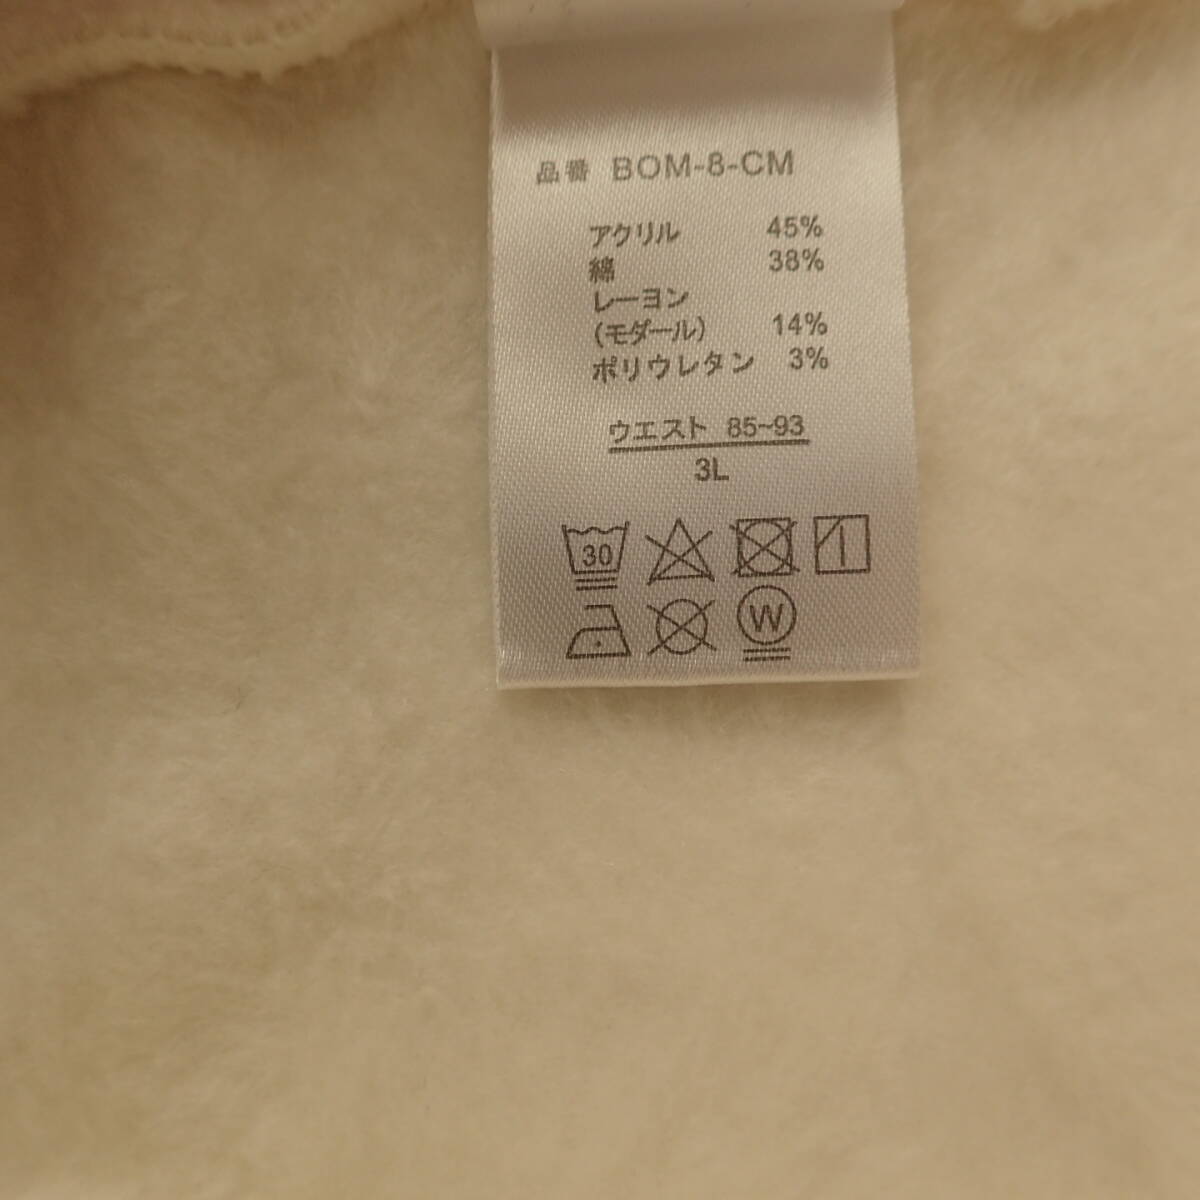 品番 BOM-8-CM
アクリル 45%
綿 38%
レーヨン
(モダール) 14%
ポリウレタン 3%
ウエスト 85~93
3L
30
W